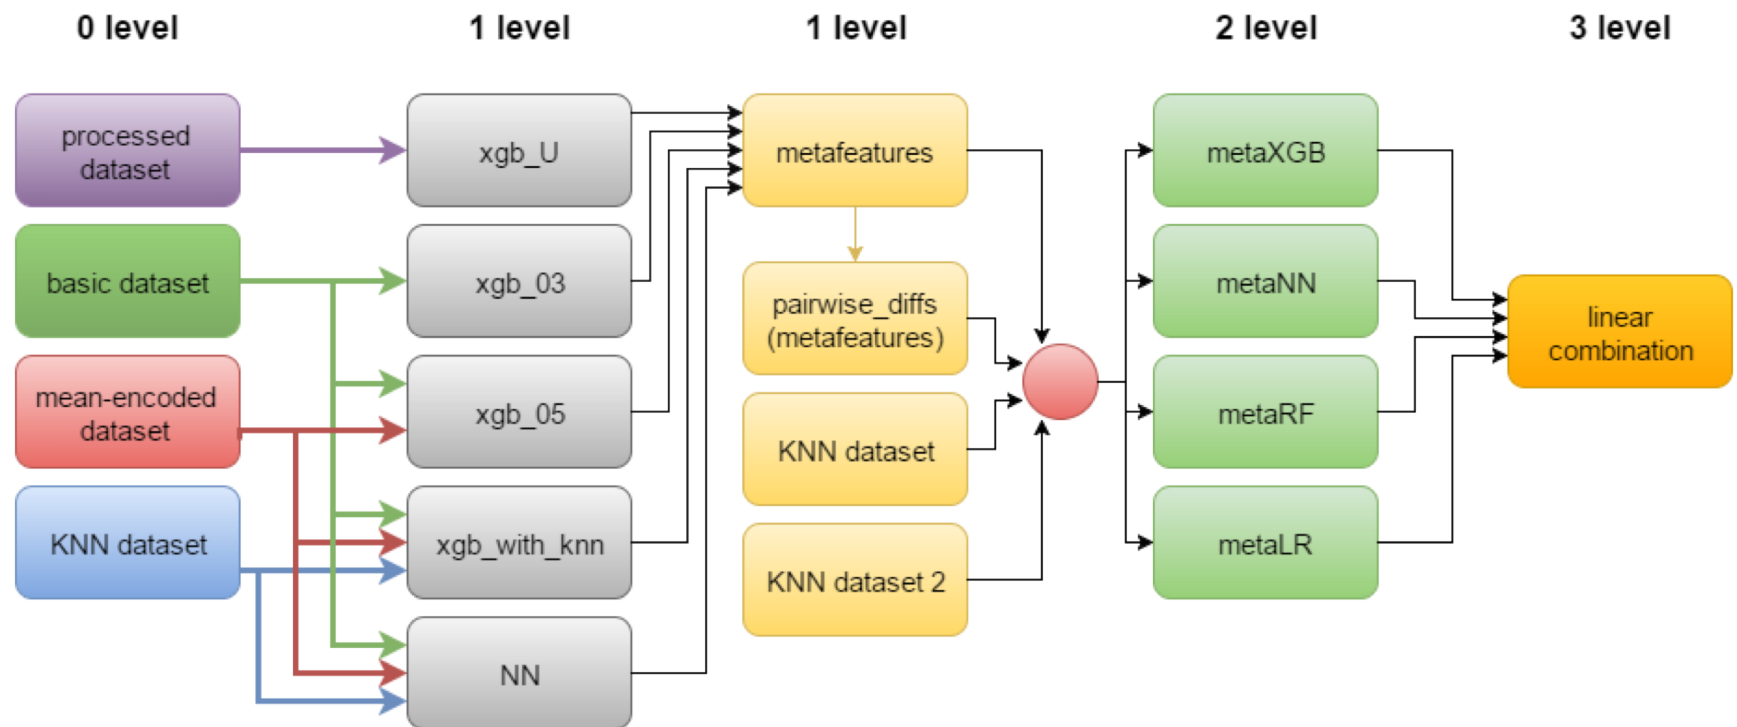 0 level
1 level
1 level
2 level
3 level
processed
dataset
basic dataset
mean-encoded
dataset
KNN dataset
xgb_U
xgb_03
xgb_05
xgb_with_knn
NN
metafeatures
pairwise_diffs
(metafeatures)
KNN dataset
KNN dataset 2
metaXGB
metaNN
metaRF
metaLR
linear
combination